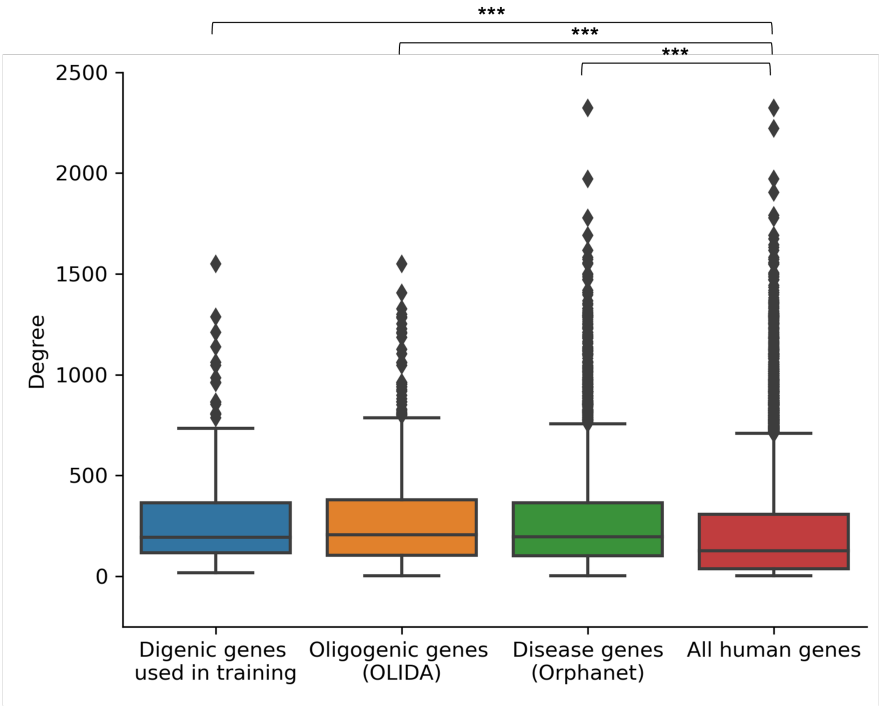 ***
***
***
2500
2000
1500
1000
500
0
Degree
Digenic genes
used in training
Oligogenic genes
(OLIDA)
Disease genes
(Orphanet)
All human genes